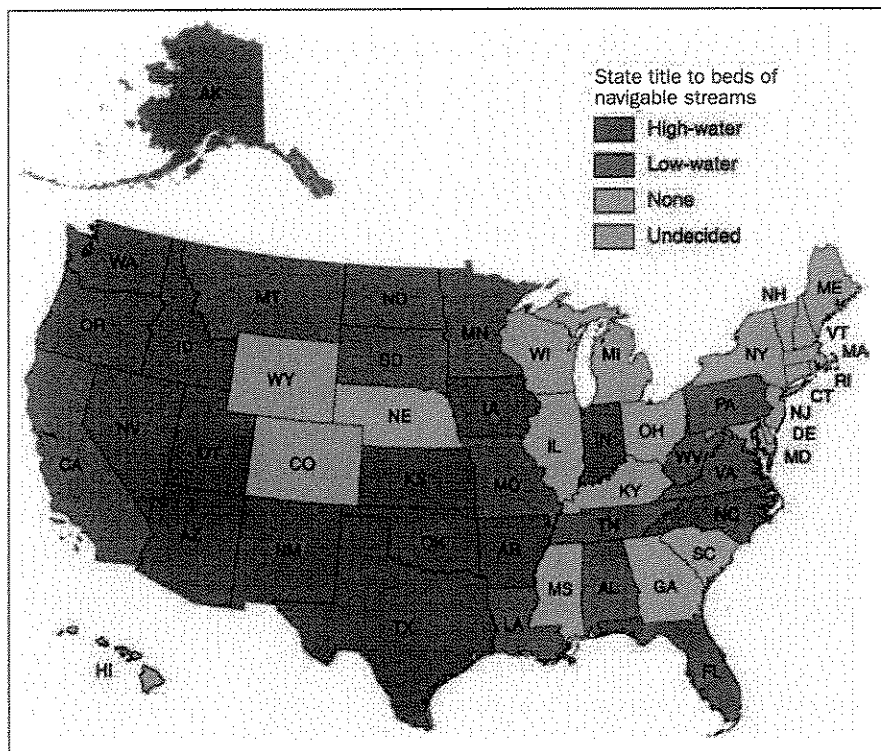 AK
State title to beds of
navigable streams
High-water
Low-water
None
Undecided
WA
MT
ND
MN
ME
NH
VT
OR
ID
SD
WI
MI
NY
MA
RI
CT
WY
IA
PA
NJ
NE
DE
NV
UT
IL
IN
OH
MD
CA
CO
KS
MO
WV
VA
KY
AZ
NM
OK
AR
TN
NC
SC
MS
AL
GA
TX
LA
HI
FL